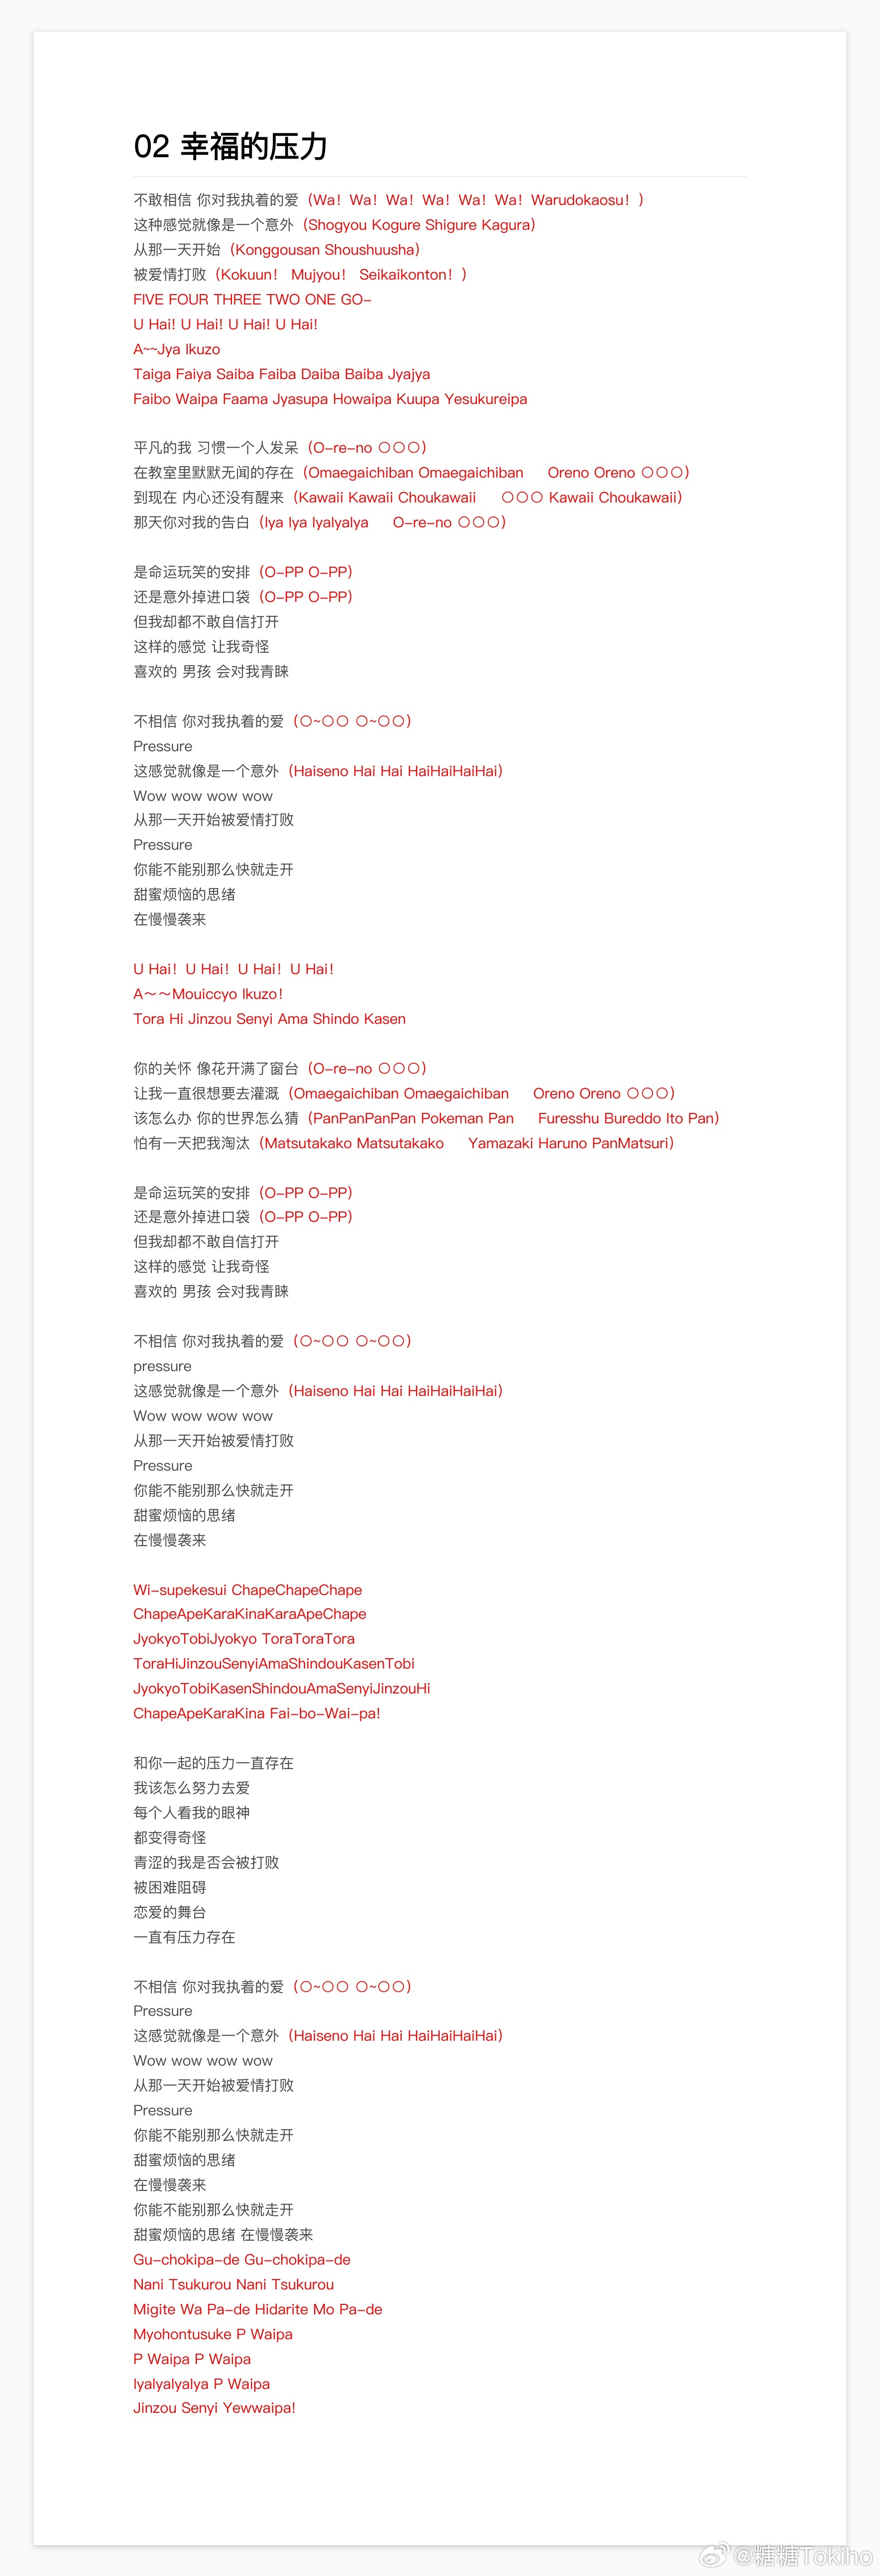 02 幸福的压力
不敢相信 你对我执着的爱（Wa！Wa！Wa！Wa！Wa！Wa！Warudokaosu！）
这种感觉就像是一个意外（Shogyou Kogure Shigure Kagura）
从那一天开始（Konggousan Shoushuusha）
被爱情打败（Kokuun！ Mujyou！ Seikaikonton！）
FIVE FOUR THREE TWO ONE GO-
U Hai! U Hai! U Hai! U Hai!
A~~Jya Ikuzo
Taiga Faiya Saiba Faiba Daiba Baiba Jyajya
Faibo Waipa Faama Jyasupa Howaipa Kuupa Yesukureipa
平凡的我 习惯一个人发呆（O-re-no 〇〇〇）
在教室里默默无闻的存在（Omaegaichiban Omaegaichiban Oreno Oreno 〇〇〇）
到现在 内心还没有醒来（Kawaii Kawaii Choukawaii 〇〇〇 Kawaii Choukawaii）
那天你对我的告白（Iya Iya IyaIyaIya O-re-no 〇〇〇）
是命运玩笑的安排（O-PP O-PP）
还是意外掉进口袋（O-PP O-PP）
但我却都不敢自信打开
这样的感觉 让我奇怪
喜欢的 男孩 会对我青睐
不相信 你对我执着的爱（〇~〇〇 〇~〇〇）
Pressure
这感觉就像是一个意外（Haiseno Hai Hai HaiHaiHaiHai）
Wow wow wow wow
从那一天开始被爱情打败
Pressure
你能不能别那么快就走开
甜蜜烦恼的思绪
在慢慢袭来
U Hai！U Hai！U Hai！U Hai！
A～～Mouiccyo Ikuzo！
Tora Hi Jinzou Senyi Ama Shindo Kasen
你的关怀 像花开满了窗台（O-re-no 〇〇〇）
让我一直很想要去灌溉（Omaegaichiban Omaegaichiban Oreno Oreno 〇〇〇）
该怎么办 你的世界怎么猜（PanPanPanPan Pokeman Pan Furesshu Bureddo Ito Pan）
怕有一天把我淘汰（Matsutakako Matsutakako Yamazaki Haruno PanMatsuri）
是命运玩笑的安排（O-PP O-PP）
还是意外掉进口袋（O-PP O-PP）
但我却都不敢自信打开
这样的感觉 让我奇怪
喜欢的 男孩 会对我青睐
不相信 你对我执着的爱（〇~〇〇 〇~〇〇）
pressure
这感觉就像是一个意外（Haiseno Hai Hai HaiHaiHaiHai）
Wow wow wow wow
从那一天开始被爱情打败
Pressure
你能不能别那么快就走开
甜蜜烦恼的思绪
在慢慢袭来
Wi-supekesui ChapeChapeChape
ChapeApeKaraKinaKaraApeChape
JyokyoTobiJyokyo ToraToraTora
ToraHiJinzouSenyiAmaShindouKasenTobi
JyokyoTobiKasenShindouAmaSenyiJinzouHi
ChapeApeKaraKina Fai-bo-Wai-pa!
和你一起的压力一直存在
我该怎么努力去爱
每个人看我的眼神
都变得奇怪
青涩的我是否会被打败
被困难阻碍
恋爱的舞台
一直有压力存在
不相信 你对我执着的爱（〇~〇〇 〇~〇〇）
Pressure
这感觉就像是一个意外（Haiseno Hai Hai HaiHaiHaiHai）
Wow wow wow wow
从那一天开始被爱情打败
Pressure
你能不能别那么快就走开
甜蜜烦恼的思绪
在慢慢袭来
你能不能别那么快就走开
甜蜜烦恼的思绪 在慢慢袭来
Gu-chokipa-de Gu-chokipa-de
Nani Tsukurou Nani Tsukurou
Migite Wa Pa-de Hidarite Mo Pa-de
Myohontusuke P Waipa
P Waipa P Waipa
IyaIyaIyaIya P Waipa
Jinzou Senyi Yewwaipa!
@糖糖Tokiho